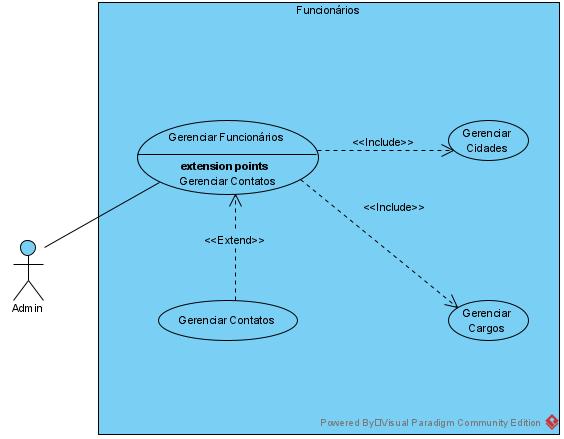 Funcionários
Gerenciar Funcionários
extension points
Gerenciar Contatos
<<Include>>
Gerenciar
Cidades
<<Include>>
<<Extend>>
Admin
Gerenciar Contatos
Gerenciar
Cargos
Powered By Visual Paradigm Community Edition